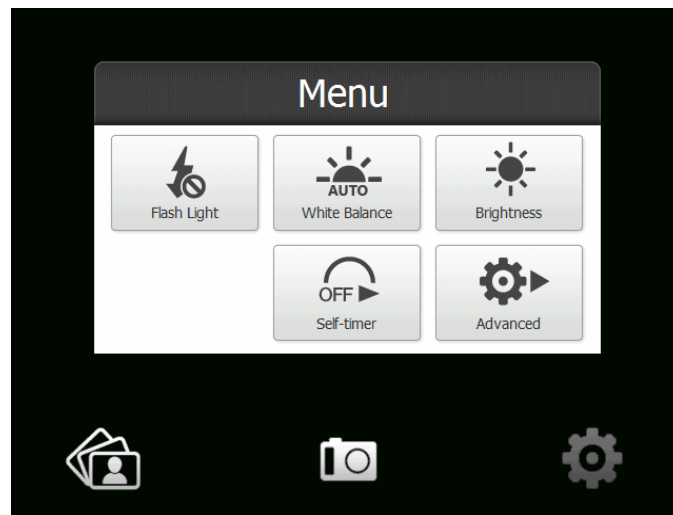 Menu
Flash Light
AUTO
White Balance
Brightness
OFF
Self-timer
Advanced